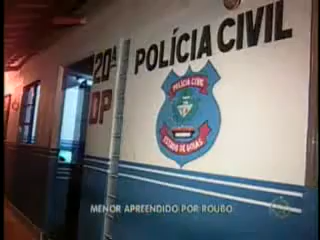 POLÍCIA CIVIL
20ª
DP
POLÍCIA CIVIL
ESTADO DE GOIÁS
MENOR APREENDIDO POR ROUBO